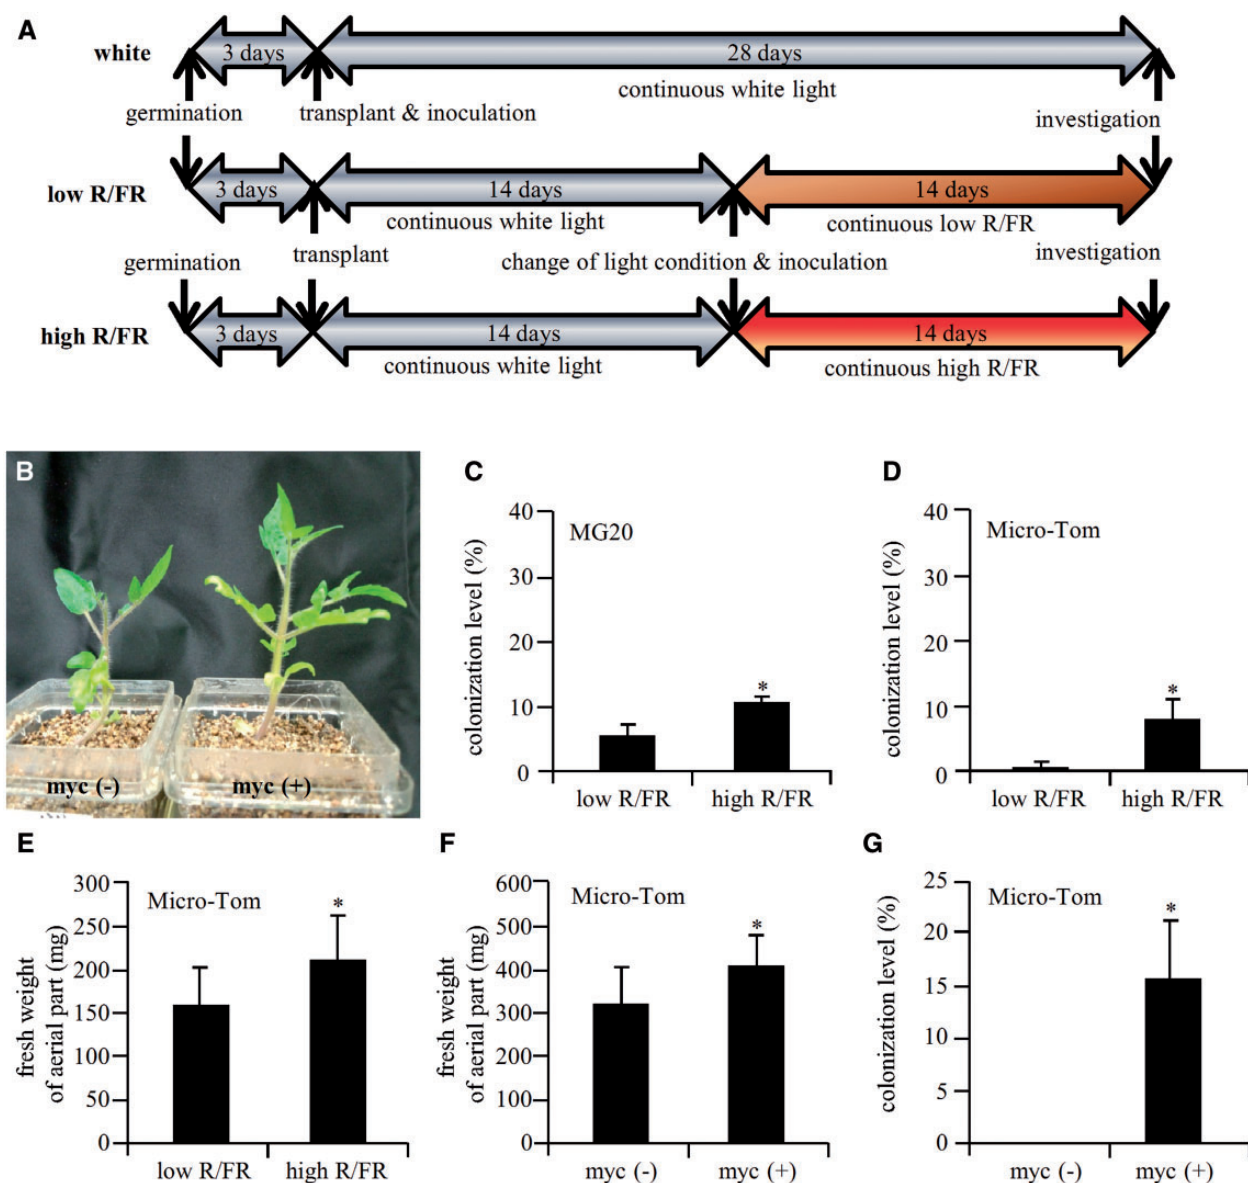 A
white
3 days
28 days
continuous white light
germination
transplant & inoculation
investigation
low R/FR
3 days
14 days
14 days
continuous white light
continuous low R/FR
germination
transplant
change of light condition & inoculation
investigation
high R/FR
3 days
14 days
14 days
continuous white light
continuous high R/FR
B
myc (-)
myc (+)
C
MG20
colonization level (%)
40
30
20
10
0
*
low R/FR
high R/FR
D
Micro-Tom
colonization level (%)
40
30
20
10
0
*
low R/FR
high R/FR
E
Micro-Tom
fresh weight
of aerial part (mg)
300
250
200
150
100
50
0
*
low R/FR
high R/FR
F
Micro-Tom
fresh weight
of aerial part (mg)
600
500
400
300
200
100
0
*
myc (-)
myc (+)
G
Micro-Tom
colonization level (%)
25
20
15
10
5
0
*
myc (-)
myc (+)